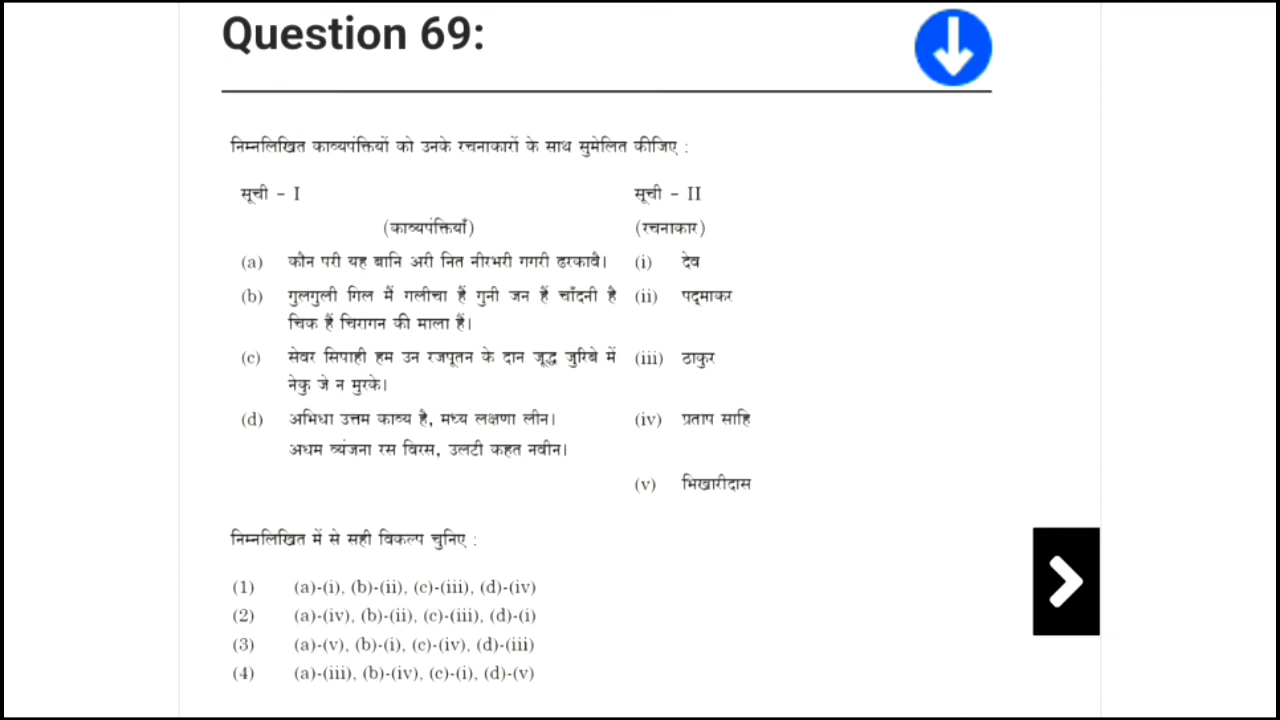 Question 69:
निम्नलिखित काव्यपंक्तियों को उनके रचनाकारों के साथ सुमेलित कीजिए :
सूची - I सूची - II
(काव्यपंक्तियाँ) (रचनाकार)
(a) कौन परी यह बानि अरी नित नीरभरी गगरी ढरकावै। (i) देव
(b) गुलगुली गिल मैं गलीचा हैं गुनी जन हैं चाँदनी है (ii) पद्माकर
चिक हैं चिरागन की माला हैं।
(c) सेवर सिपाही हम उन रजपूतन के दान जूद्ध जुरिबे में (iii) ठाकुर
नेकु जे न मुरके।
(d) अभिधा उत्तम काव्य है, मध्य लक्षणा लीन। (iv) प्रताप साहि
अधम व्यंजना रस विरस, उलटी कहत नवीन।
(v) भिखारीदास
निम्नलिखित में से सही विकल्प चुनिए :
(1) (a)-(i), (b)-(ii), (c)-(iii), (d)-(iv)
(2) (a)-(iv), (b)-(ii), (c)-(iii), (d)-(i)
(3) (a)-(v), (b)-(i), (c)-(iv), (d)-(iii)
(4) (a)-(iii), (b)-(iv), (c)-(i), (d)-(v)